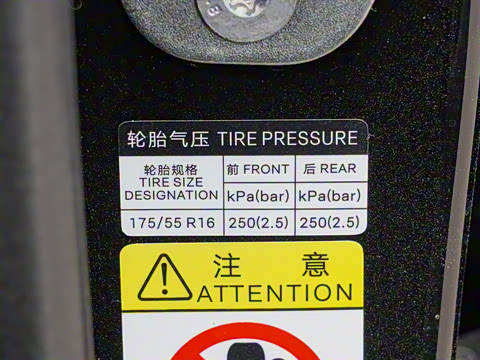 8
轮胎气压 TIRE PRESSURE
轮胎规格 前 FRONT 后 REAR
TIRE SIZE
DESIGNATION kPa(bar) kPa(bar)
175/55 R16 250(2.5) 250(2.5)
注 意
ATTENTION